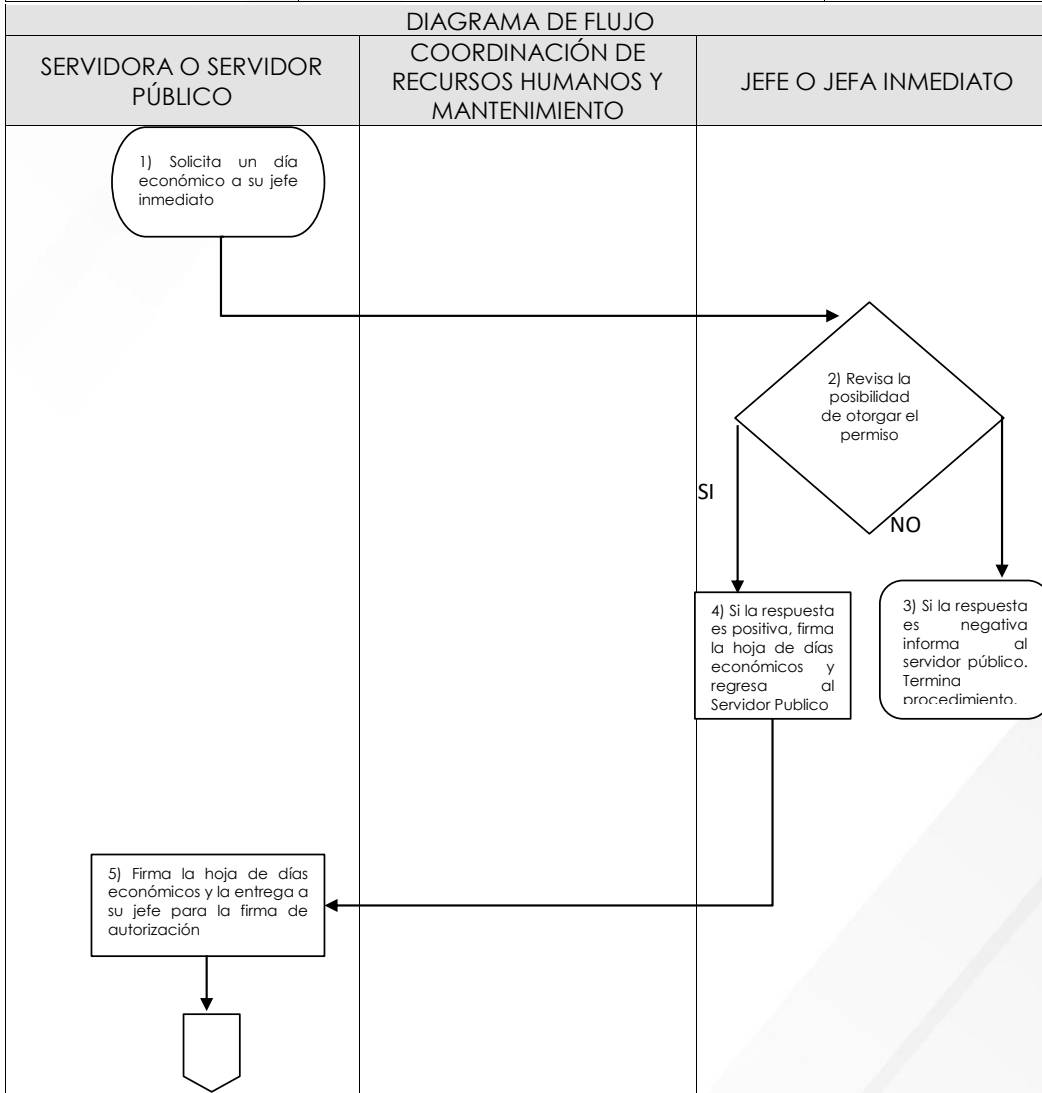 DIAGRAMA DE FLUJO
SERVIDORA O SERVIDOR
PÚBLICO
COORDINACIÓN DE
RECURSOS HUMANOS Y
MANTENIMIENTO
JEFE O JEFA INMEDIATO
1) Solicita un día
económico a su jefe
inmediato
2) Revisa la
posibilidad
de otorgar el
permiso
SI
NO
4) Si la respuesta
es positiva, firma
la hoja de días
económicos y
regresa al
Servidor Publico
3) Si la respuesta
es negativa
informa al
servidor público.
Termina
procedimiento.
5) Firma la hoja de días
económicos y la entrega a
su jefe para la firma de
autorización